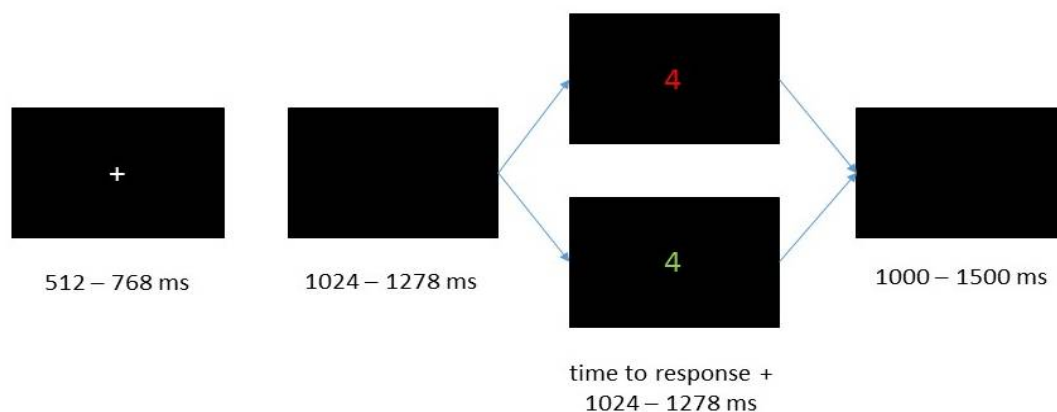 +
512 – 768 ms
1024 – 1278 ms
4
4
time to response +
1024 – 1278 ms
1000 – 1500 ms